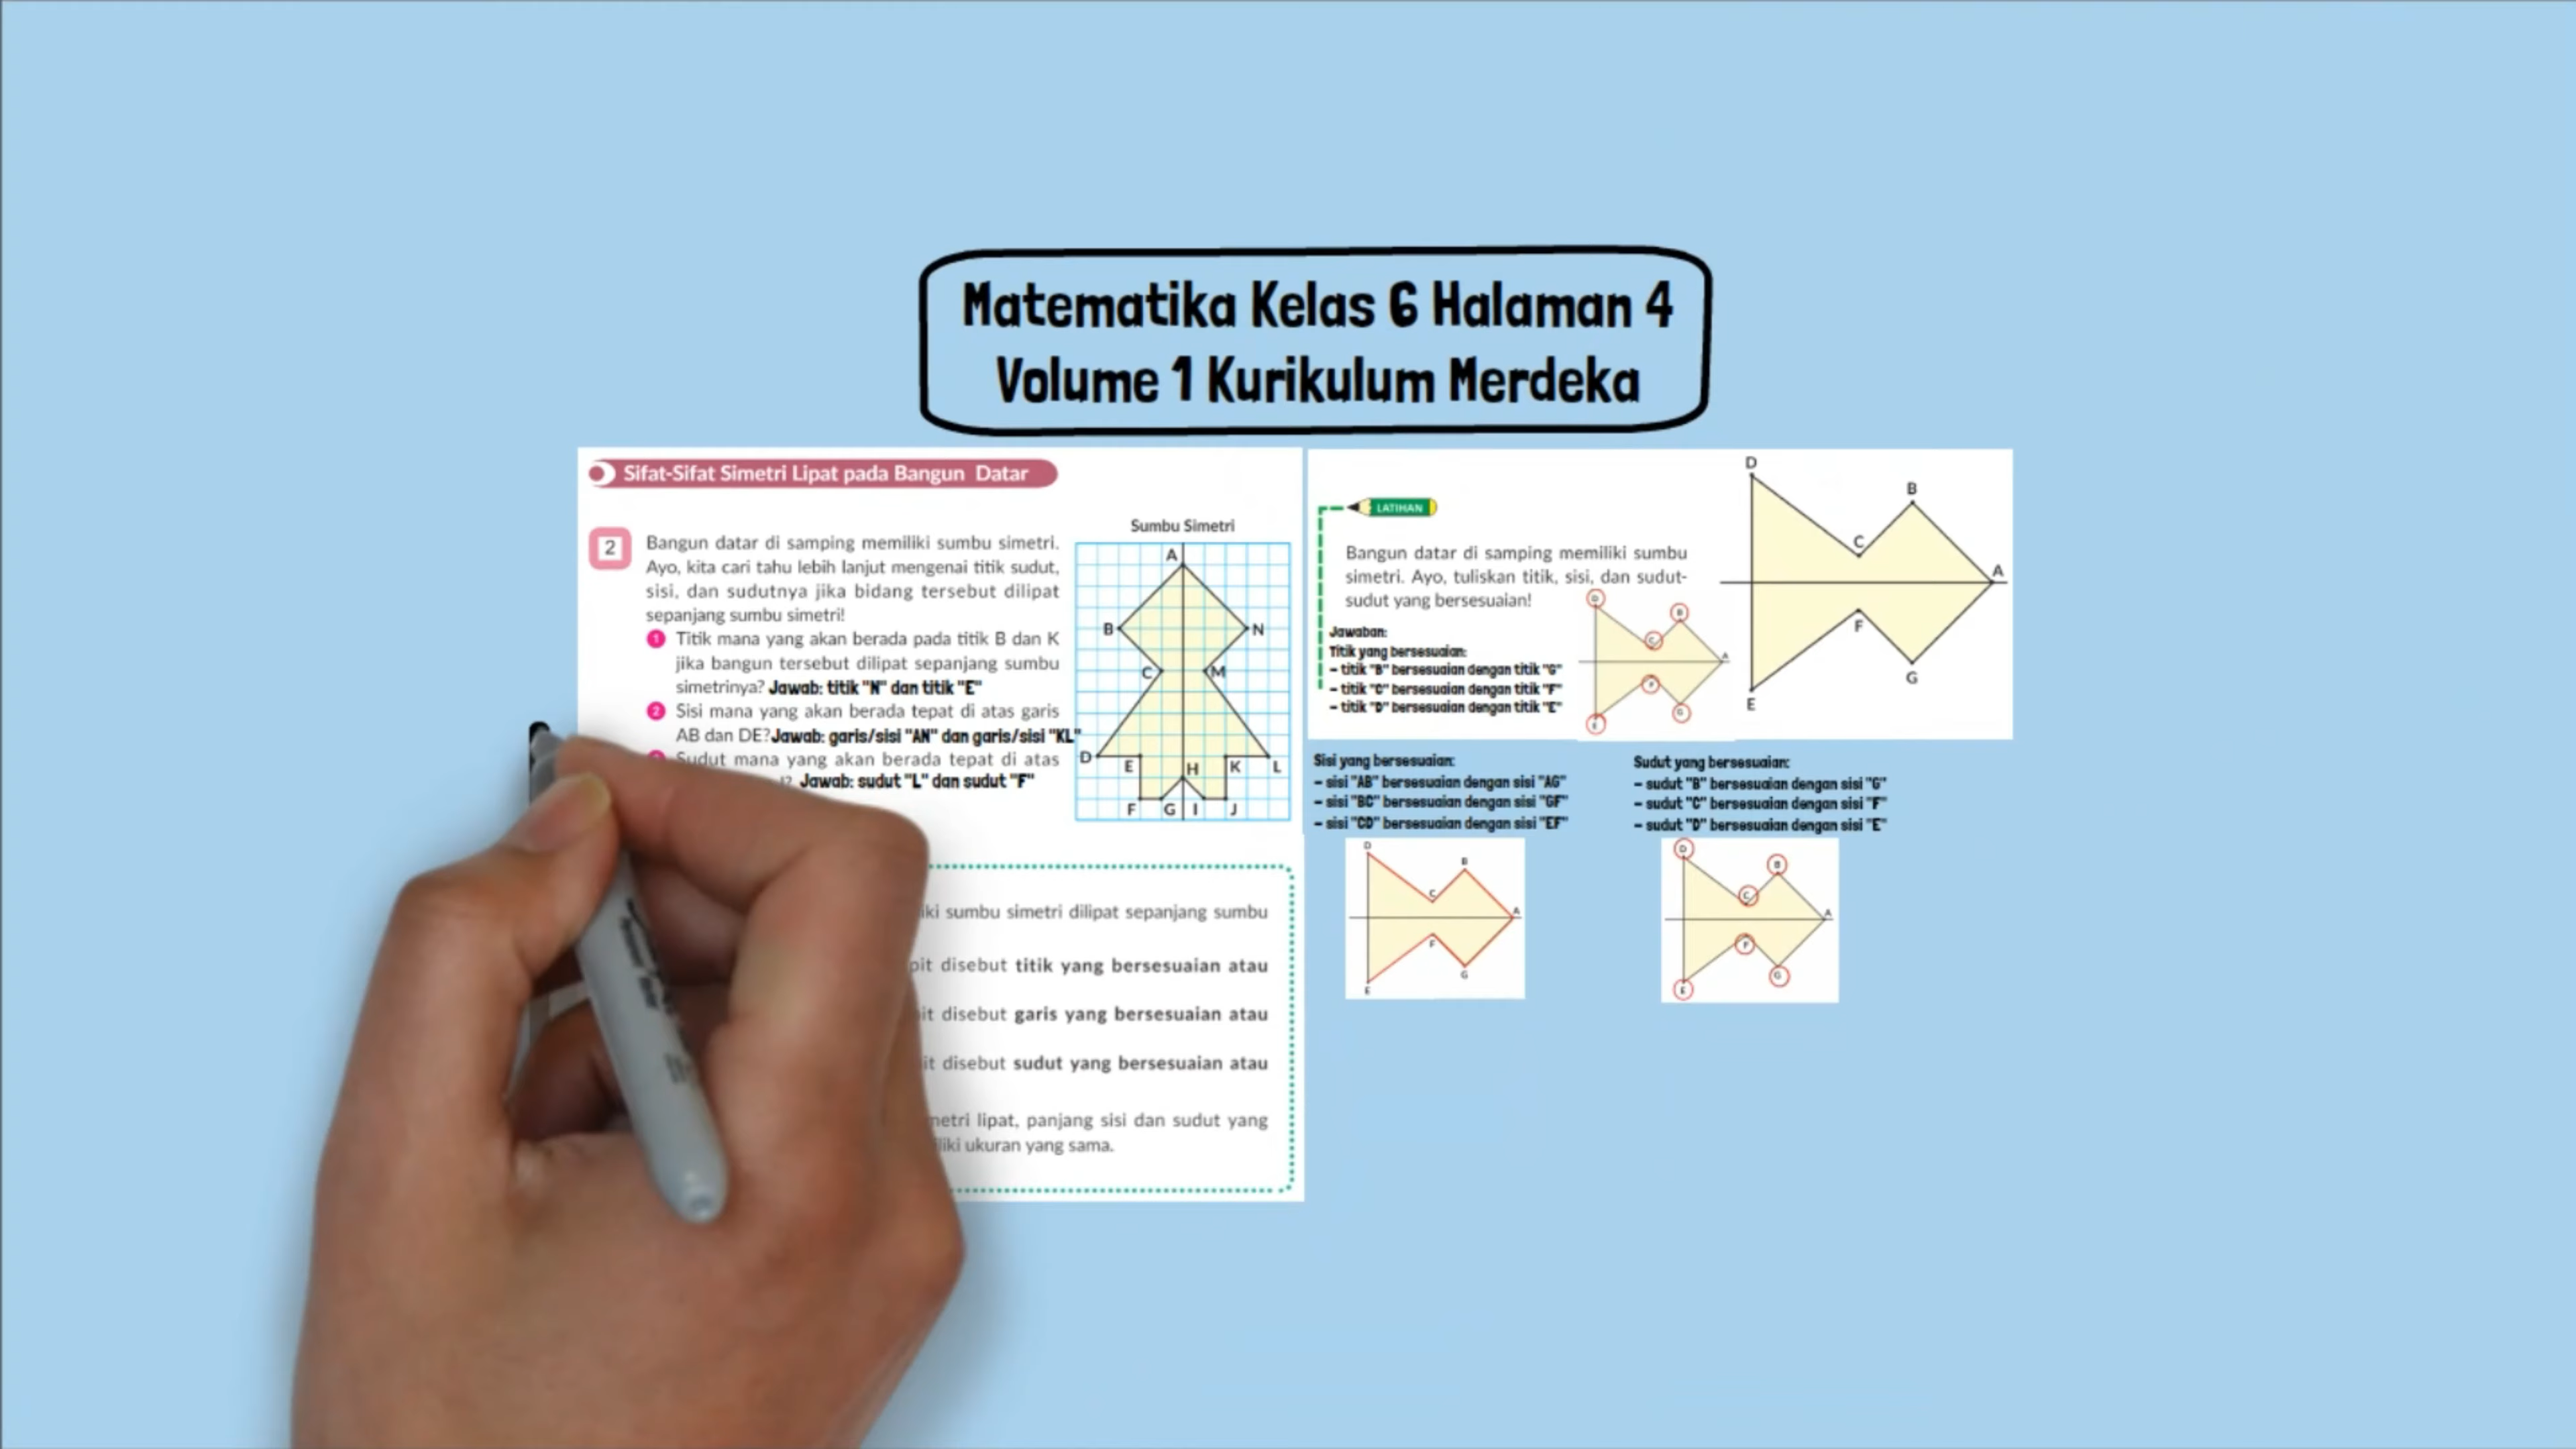 Matematika Kelas 6 Halaman 4
Volume 1 Kurikulum Merdeka
Sifat-Sifat Simetri Lipat pada Bangun Datar
2
Bangun datar di samping memiliki sumbu simetri.
Ayo, kita cari tahu lebih lanjut mengenai titik sudut,
sisi, dan sudutnya jika bidang tersebut dilipat
sepanjang sumbu simetri!
1 Titik mana yang akan berada pada titik B dan K
jika bangun tersebut dilipat sepanjang sumbu
simetrinya? Jawab: titik "N" dan titik "E"
2 Sisi mana yang akan berada tepat di atas garis
AB dan DE? Jawab: garis/sisi "AN" dan garis/sisi "KL"
Sudut mana yang akan berada tepat di atas
Jawab: sudut "L" dan sudut "F"
Sumbu Simetri
A
B N
C M
D E H K L
F G I J
sumbu simetri dilipat sepanjang sumbu
disebut titik yang bersesuaian atau
disebut garis yang bersesuaian atau
disebut sudut yang bersesuaian atau
lipat, panjang sisi dan sudut yang
ukuran yang sama.
LATIHAN
Bangun datar di samping memiliki sumbu
simetri. Ayo, tuliskan titik, sisi, dan sudut-
sudut yang bersesuaian!
Jawaban:
Titik yang bersesuaian:
- titik "B" bersesuaian dengan titik "G"
- titik "C" bersesuaian dengan titik "F"
- titik "D" bersesuaian dengan titik "E"
D
B
C
A
F
G
E
D
B
C
A
F
G
E
Sisi yang bersesuaian:
- sisi "AB" bersesuaian dengan sisi "AG"
- sisi "BC" bersesuaian dengan sisi "GF"
- sisi "CD" bersesuaian dengan sisi "EF"
D
B
C
A
F
G
E
Sudut yang bersesuaian:
- sudut "B" bersesuaian dengan sisi "G"
- sudut "C" bersesuaian dengan sisi "F"
- sudut "D" bersesuaian dengan sisi "E"
D
B
C
A
F
G
E